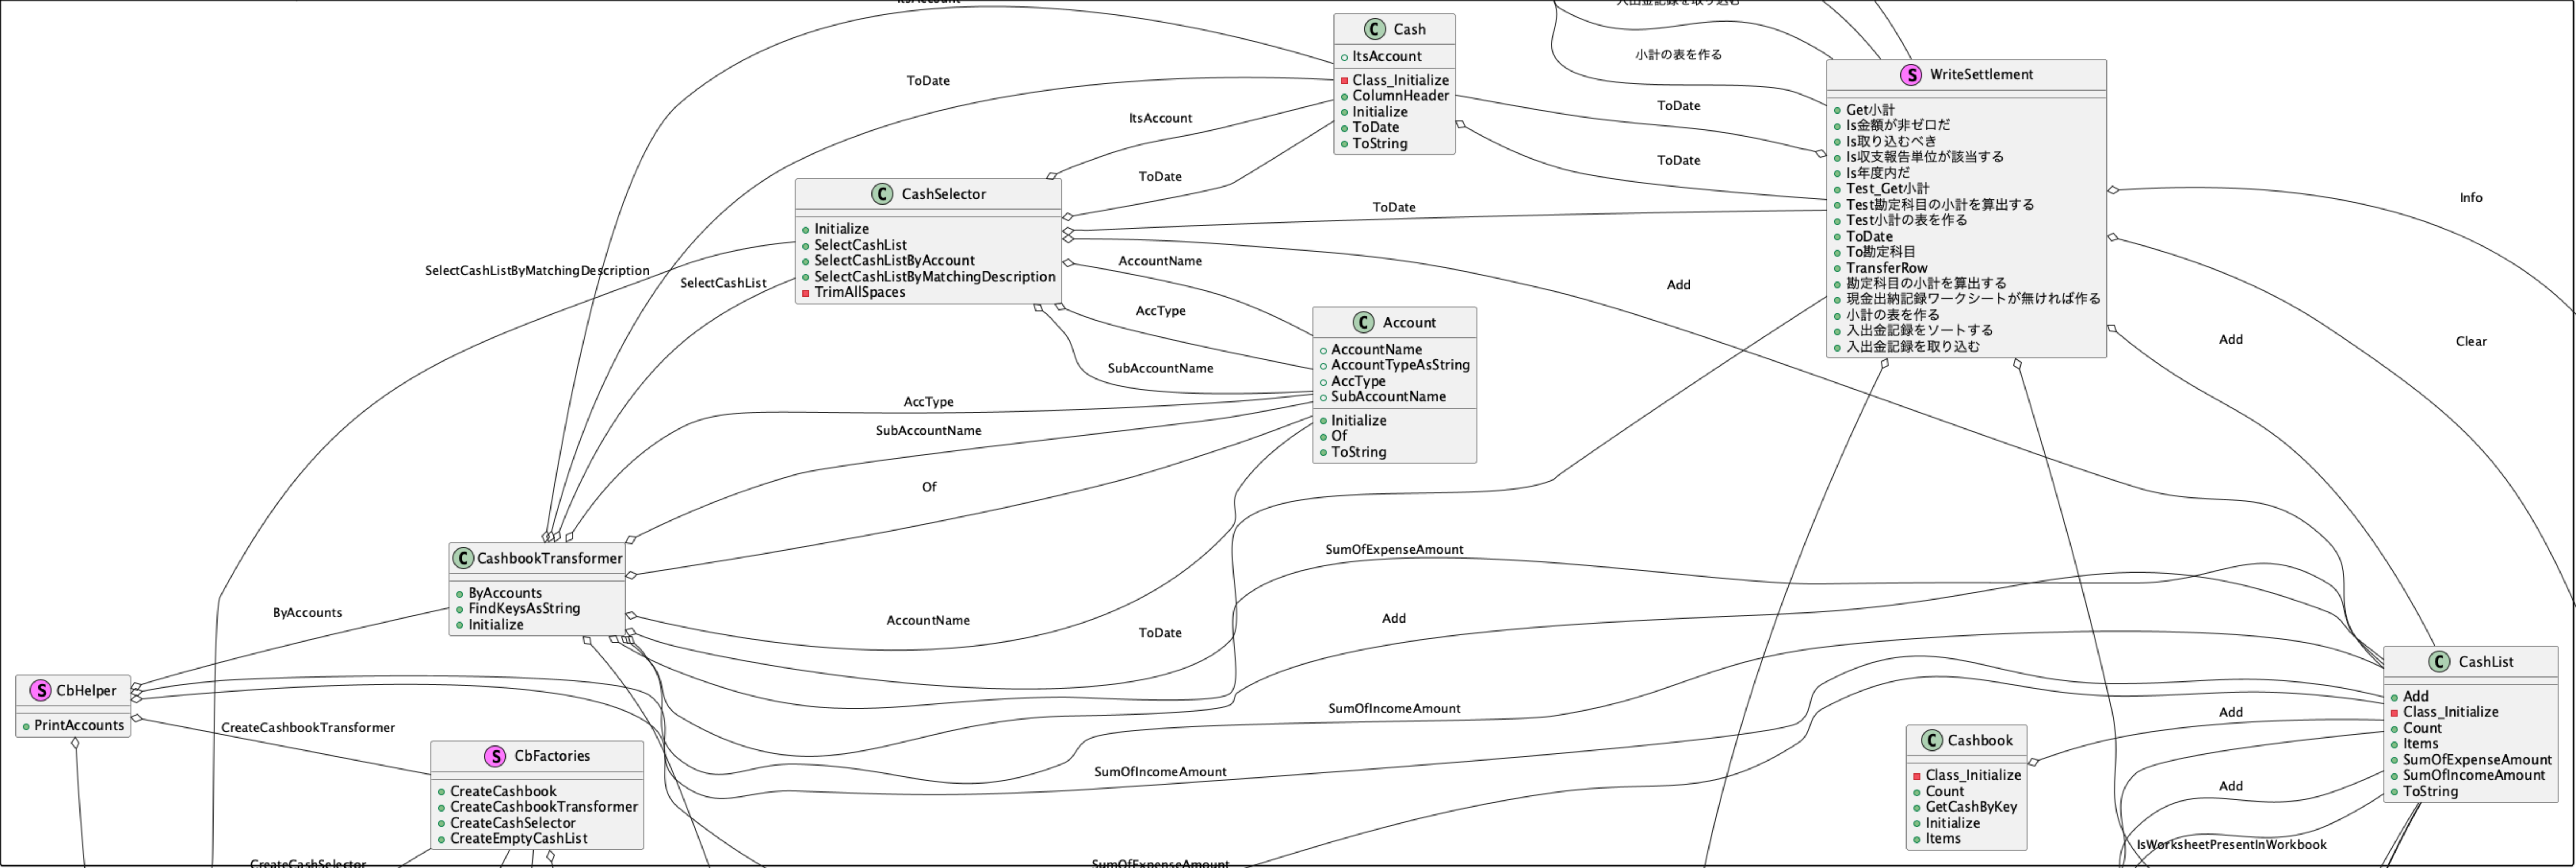 ItsAccount
入出金記録を取り込む
C Cash
ItsAccount
Class_Initialize
ColumnHeader
Initialize
ToDate
ToString
小計の表を作る
S WriteSettlement
Get小計
Is金額が非ゼロだ
Is取り込むべき
Is収支報告単位が該当する
Is年度内だ
Test_Get小計
Test勘定科目の小計を算出する
Test小計の表を作る
ToDate
To勘定科目
TransferRow
勘定科目の小計を算出する
現金出納記録ワークシートが無ければ作る
小計の表を作る
入出金記録をソートする
入出金記録を取り込む
ToDate
ItsAccount
ToDate
ToDate
ToDate
ToDate
Info
C CashSelector
Initialize
SelectCashList
SelectCashListByAccount
SelectCashListByMatchingDescription
TrimAllSpaces
SelectCashListByMatchingDescription
SelectCashList
AccountName
AccType
SubAccountName
Add
Add
Clear
C Account
AccountName
AccountTypeAsString
AccType
SubAccountName
Initialize
Of
ToString
AccType
SubAccountName
Of
C CashbookTransformer
ByAccounts
FindKeysAsString
Initialize
SumOfExpenseAmount
ByAccounts
AccountName
Add
ToDate
S CbHelper
PrintAccounts
C CashList
Add
Class_Initialize
Count
Items
SumOfExpenseAmount
SumOfIncomeAmount
ToString
SumOfIncomeAmount
Add
CreateCashbookTransformer
S CbFactories
CreateCashbook
CreateCashbookTransformer
CreateCashSelector
CreateEmptyCashList
C Cashbook
Class_Initialize
Count
GetCashByKey
Initialize
Items
SumOfIncomeAmount
Add
IsWorksheetPresentInWorkbook
CreateCashSelector
SumOfExpenseAmount